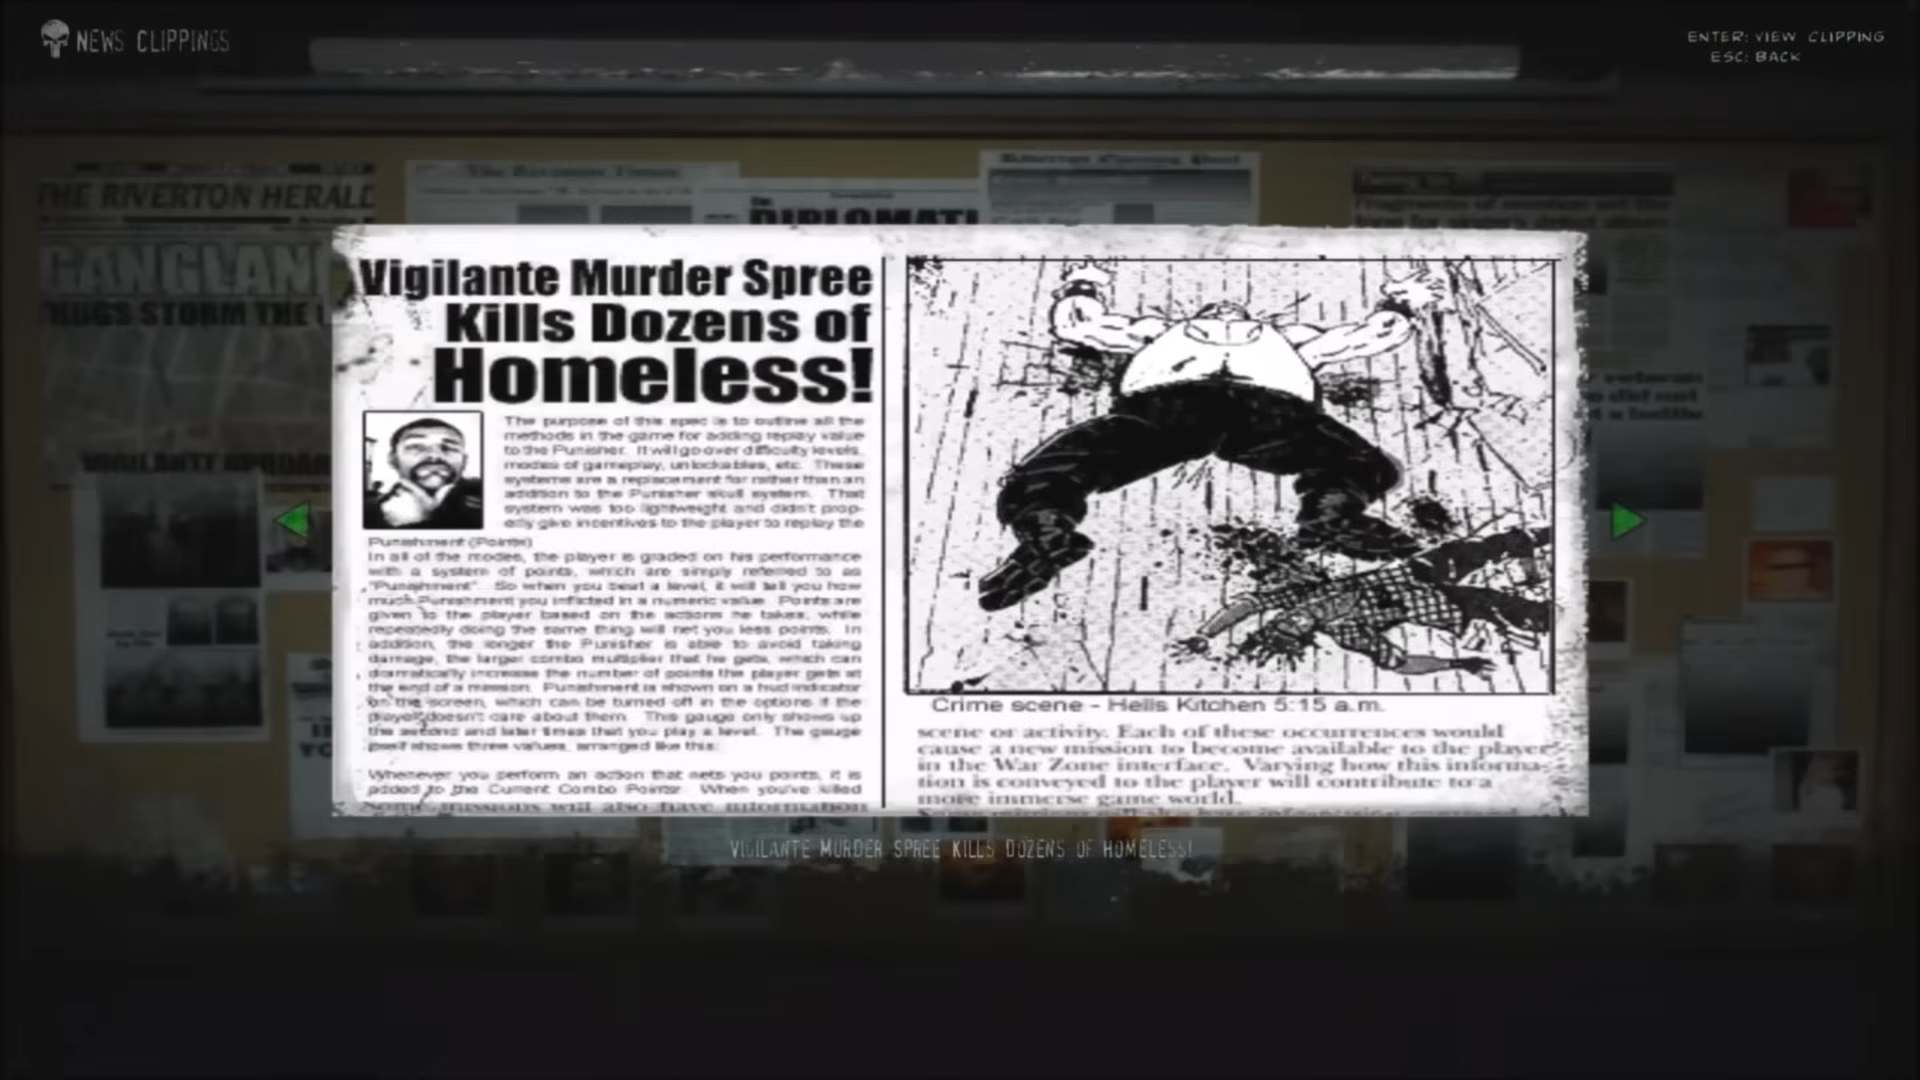 NEWS CLIPPINGS
ENTER: VIEW CLIPPING
ESC: BACK
THE RIVERTON HERALD
GANGLAN
THUGS STORM THE
DIPLOMATI
Vigilante Murder Spree
Kills Dozens of
Homeless!
The purpose of this spec is to outline all the
methods in the game for adding replay value
to the Punisher. It will go over difficulty levels,
modes of gameplay, unlockables, etc. These
systems are a replacement for rather than an
addition to the Punisher skull system. That
system was too lightweight and didn't prop-
erly give incentives to the player to replay the
Punishment (Points)
In all of the modes, the player is graded on his performance
with a system of points, which are simply referred to as
"Punishment". So when you beat a level, it will tell you how
much Punishment you inflicted in a numeric value. Points are
given to the player based on the actions he takes, while
repeatedly doing the same thing will net you less points. In
addition, the longer the Punisher is able to avoid taking
damage, the larger combo multiplier that he gets, which can
dramatically increase the number of points the player gets at
the end of a mission. Punishment is shown on a hud indicator
on the screen, which can be turned off in the options if the
player doesn't care about them. This gauge only shows up
the second and later times that you play a level. The gauge
itself shows three values, arranged like this:
Whenever you perform an action that nets you points, it is
added to the Current Combo Points. When you've killed
Some missions will also have information
Crime scene - Hells Kitchen 5:15 a.m.
scene or activity. Each of these occurrences would
cause a new mission to become available to the player
in the War Zone interface. Varying how this informa-
tion is conveyed to the player will contribute to a
more immerse game world.
VIGILANTE MURDER SPREE KILLS DOZENS OF HOMELESS!